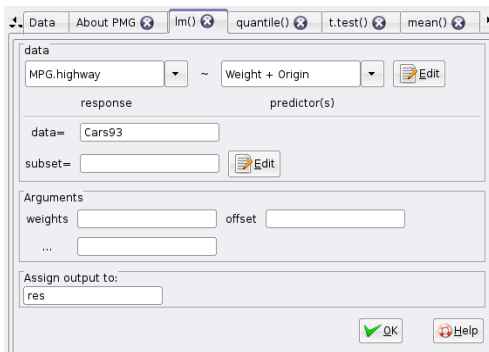 Data About PMG lm() quantile() t.test() mean()
data
MPG.highway ~ Weight + Origin Edit
response predictor(s)
data= Cars93
subset= Edit
Arguments
weights offset
...
Assign output to:
res
OK Help